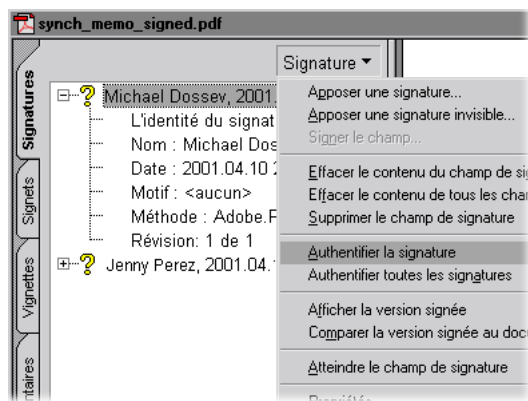 synch_memo_signed.pdf
Signature
Signatures
Signets
Vignettes
Michael Dossev, 2001.
L'identité du signat
Nom : Michael Dos
Date : 2001.04.10 2
Motif : <aucun>
Méthode : Adobe.P
Révision: 1 de 1
Jenny Perez, 2001.04.
Apposer une signature...
Apposer une signature invisible...
Signer le champ...
Effacer le contenu du champ de si
Effacer le contenu de tous les cha
Supprimer le champ de signature
Authentifier la signature
Authentifier toutes les signatures
Afficher la version signée
Comparer la version signée au doc
Atteindre le champ de signature